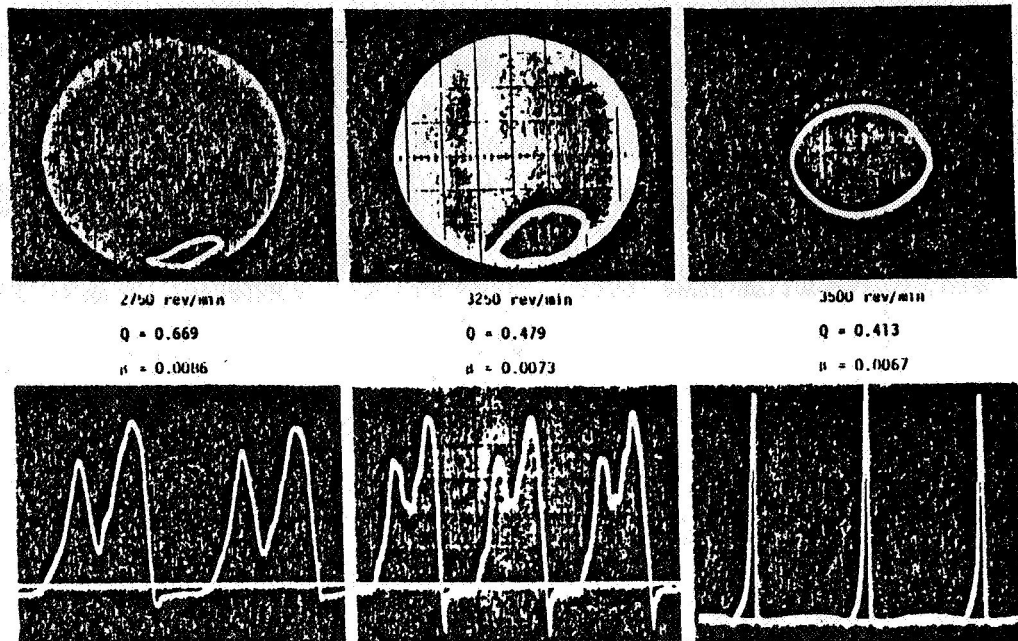 2750 rev/min
3250 rev/min
3500 rev/min
Q = 0.669
Q = 0.479
Q = 0.413
β = 0.0086
β = 0.0073
β = 0.0067